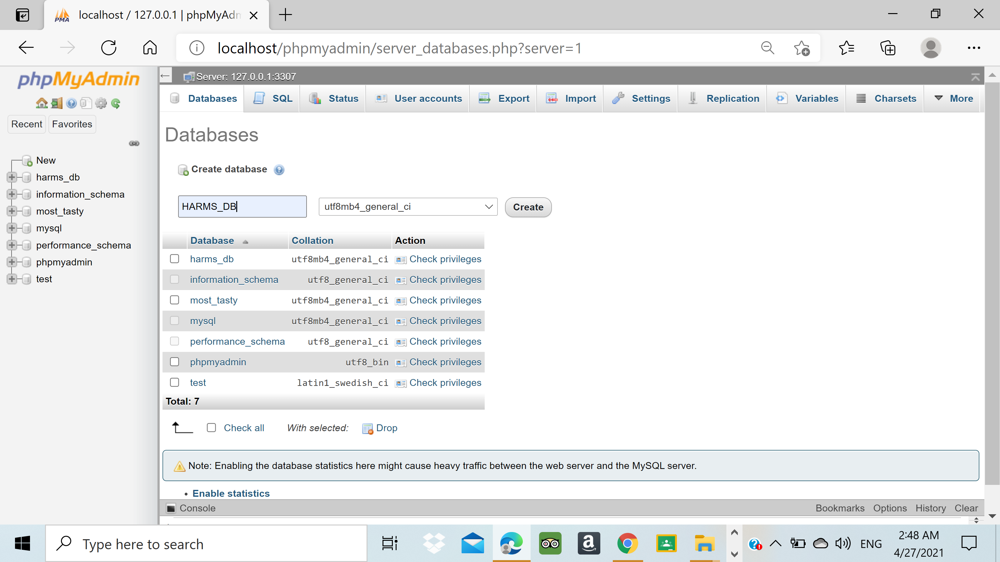 localhost / 127.0.0.1 | phpMyAdm
localhost/phpmyadmin/server_databases.php?server=1
phpMyAdmin
Recent
Favorites
New
harms_db
information_schema
most_tasty
mysql
performance_schema
phpmyadmin
test
Server: 127.0.0.1:3307
Databases
SQL
Status
User accounts
Export
Import
Settings
Replication
Variables
Charsets
More
Databases
Create database
HARMS_DB
utf8mb4_general_ci
Create
Database Collation Action
harms_db utf8mb4_general_ci Check privileges
information_schema utf8_general_ci Check privileges
most_tasty utf8mb4_general_ci Check privileges
mysql utf8mb4_general_ci Check privileges
performance_schema utf8_general_ci Check privileges
phpmyadmin utf8_bin Check privileges
test latin1_swedish_ci Check privileges
Total: 7
Check all With selected: Drop
Note: Enabling the database statistics here might cause heavy traffic between the web server and the MySQL server.
• Enable statistics
Console
Bookmarks Options History Clear
Type here to search
ENG
2:48 AM
4/27/2021